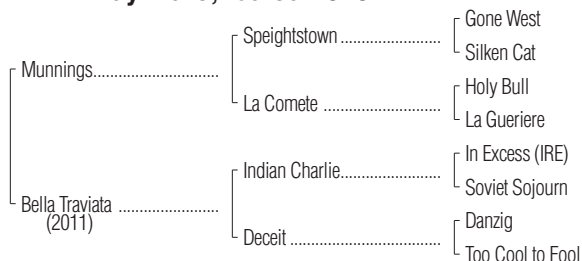 Gone West
Speightstown
Silken Cat
Munnings
Holy Bull
La Comete
La Gueriere
In Excess (IRE)
Indian Charlie
Soviet Sojourn
Bella Traviata
(2011)
Danzig
Deceit
Too Cool to Fool